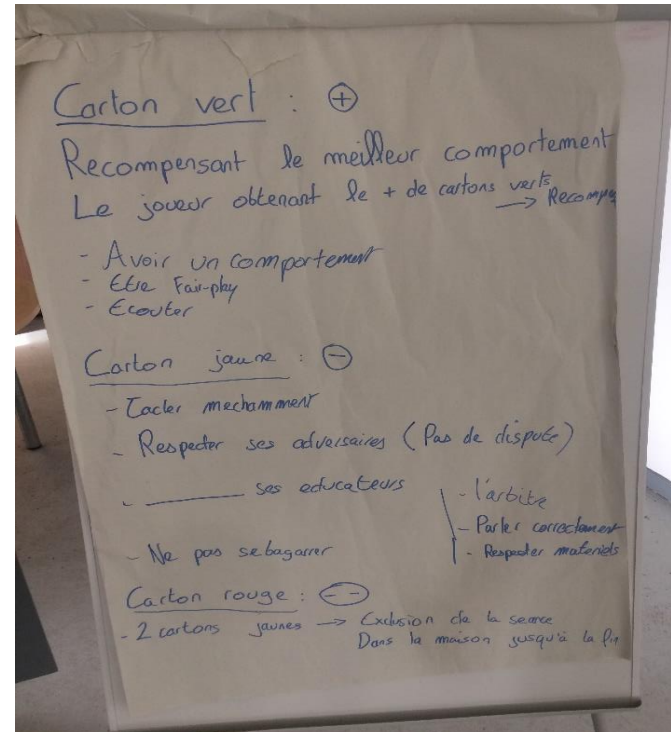 Carton vert : +
Recompensant le meilleur comportement
Le joueur obtenant le + de cartons verts
→ Recompen
- Avoir un comportement
- Etre Fair-play
- Ecouter
Carton jaune : -
- Tacler mechamment
- Respecter ses adversaires (Pas de dispute)
- ________ ses educateurs
- l'arbitre
- Parler correctement
- Respecter materiels
- Ne pas se bagarrer
Carton rouge : - -
- 2 cartons jaunes → Exclusion de la seance
Dans la maison jusqu'à la fin